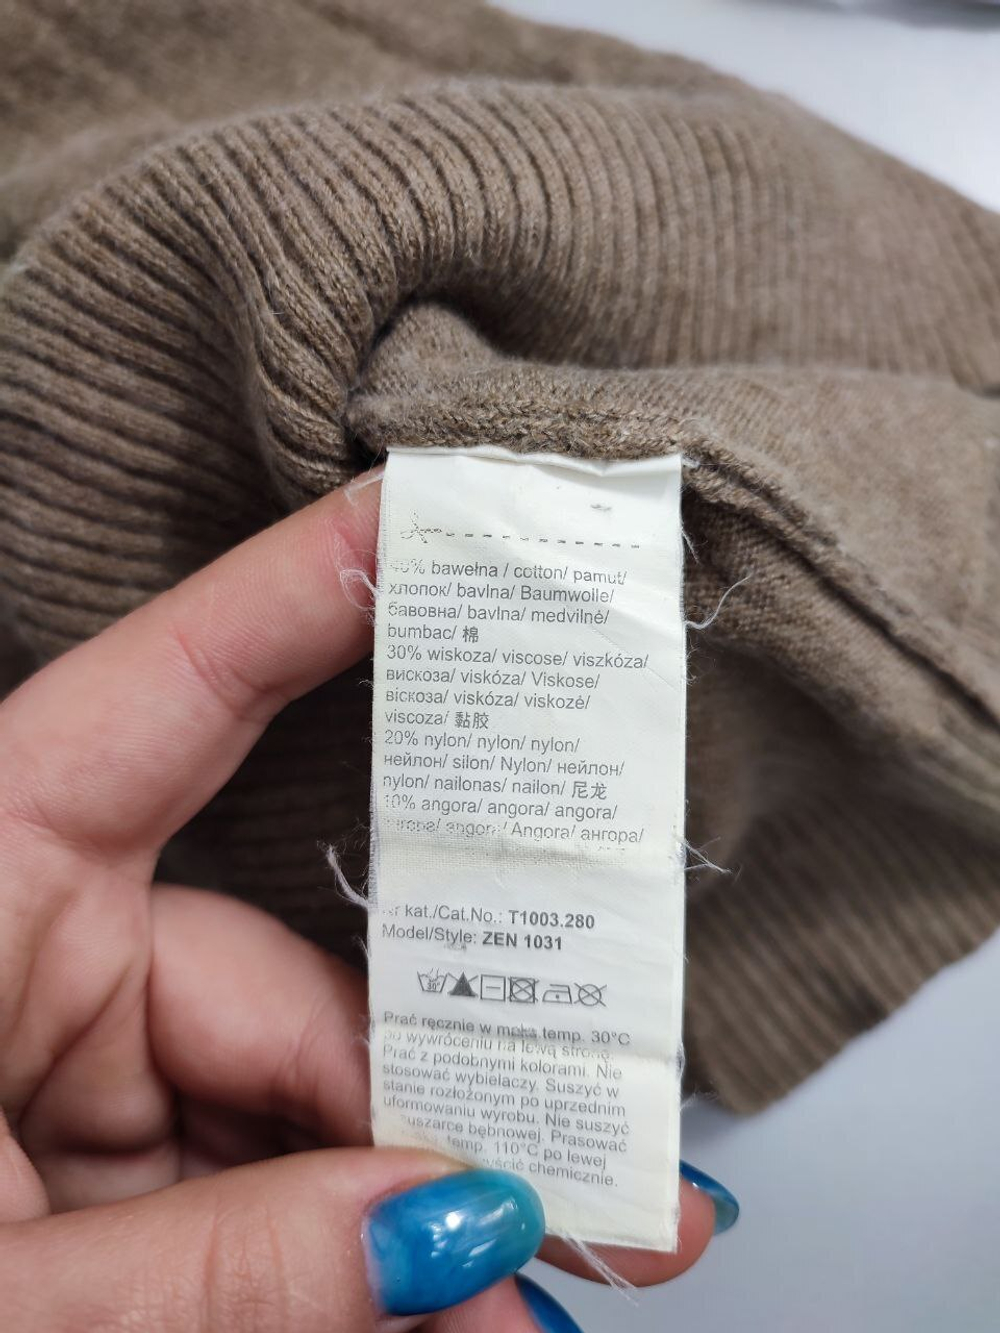 40% bawełna / cotton/ pamut/
хлопок/ bavlna/ Baumwolle/
бавовна/ bavlna/ medvilnė/
bumbac/ 棉
30% wiskoza/ viscose/ viszkóza/
вискоза/ viskóza/ Viskose/
віскоза/ viskóza/ viskozė/
viscoza/ 黏胶
20% nylon/ nylon/ nylon/
нейлон/ silon/ Nylon/ нейлон/
nylon/ nailonas/ nailon/ 尼龙
10% angora/ angora/ angora/
Angora/ ангора/
kat./Cat.No.: T1003.280
Model/Style: ZEN 1031
30°
Prać ręcznie w maks. temp. 30°C
po wywróceniu na lewą stronę.
Prać z podobnymi kolorami. Nie
stosować wybielaczy. Suszyć w
stanie rozłożonym po uprzednim
uformowaniu wyrobu. Nie suszyć
bębnowej. Prasować
temp. 110°C po lewej
chemicznie.